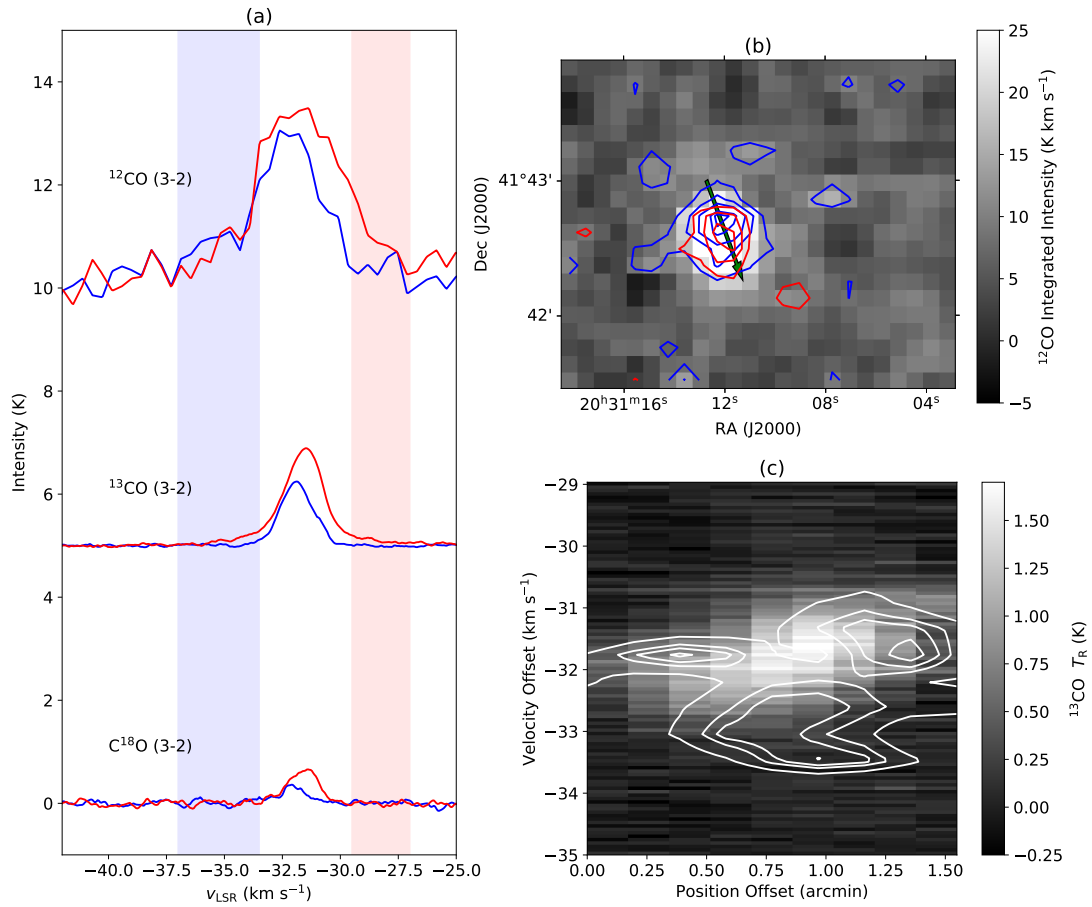 (a)
14
12
10
8
6
4
2
0
Intensity (K)
¹²CO (3-2)
¹³CO (3-2)
C¹⁸O (3-2)
−40.0 −37.5 −35.0 −32.5 −30.0 −27.5 −25.0
v_LSR (km s⁻¹)
(b)
41°43'
42'
Dec (J2000)
20ʰ31ᵐ16ˢ 12ˢ 08ˢ 04ˢ
RA (J2000)
25
20
15
10
5
0
−5
¹²CO Integrated Intensity (K km s⁻¹)
(c)
−29
−30
−31
−32
−33
−34
−35
Velocity Offset (km s⁻¹)
0.00 0.25 0.50 0.75 1.00 1.25 1.50
Position Offset (arcmin)
1.50
1.25
1.00
0.75
0.50
0.25
0.00
−0.25
¹³CO T_R (K)